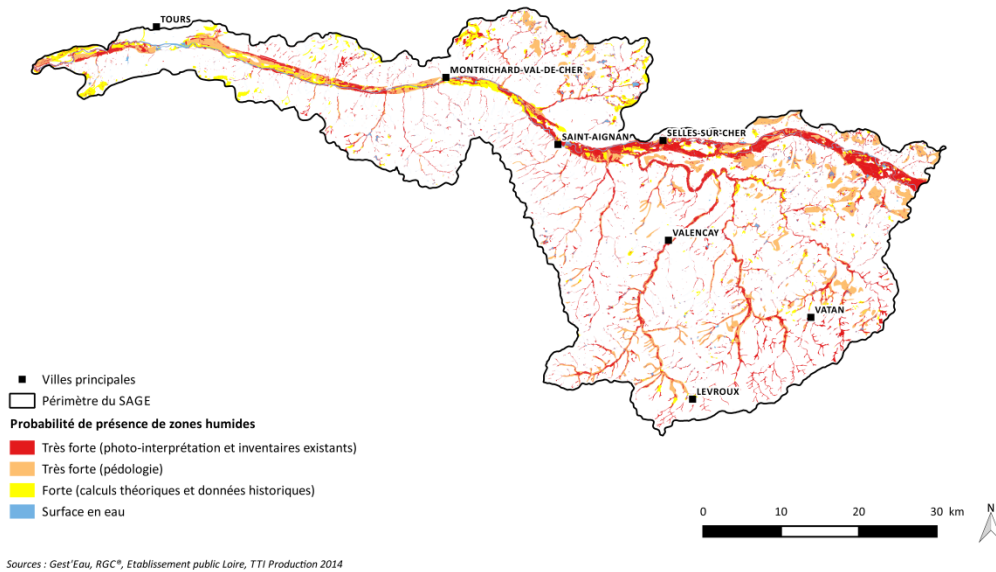 TOURS
MONTRICHARD-VAL-DE-CHER
SAINT-AIGNAN
SELLES-SUR-CHER
VALENCAY
VATAN
LEVROUX
Villes principales
Périmètre du SAGE
Probabilité de présence de zones humides
Très forte (photo-interprétation et inventaires existants)
Très forte (pédologie)
Forte (calculs théoriques et données historiques)
Surface en eau
0 10 20 30 km
N
Sources : Gest'Eau, RGC®, Etablissement public Loire, TTI Production 2014